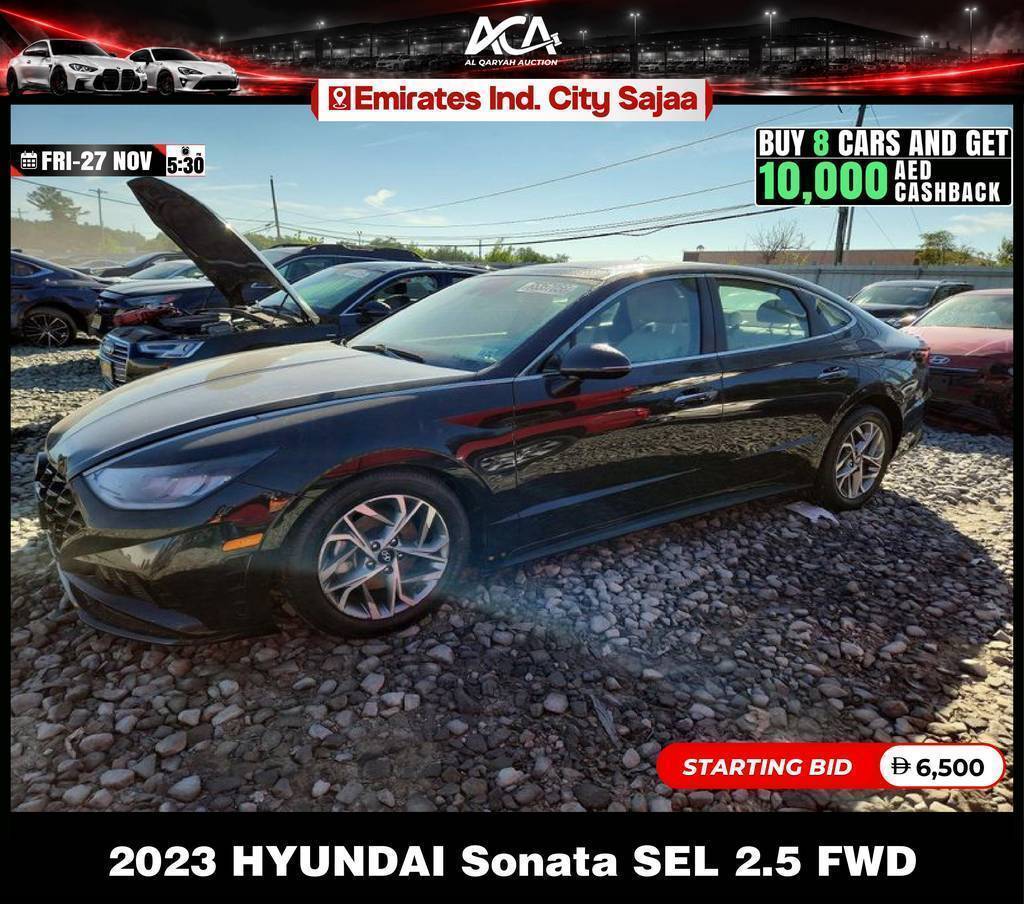 ACA
AL QARYAH AUCTION
Emirates Ind. City Sajaa
FRI-27 NOV
5:30
BUY 8 CARS AND GET
10,000 AED CASHBACK
STARTING BID
6,500
2023 HYUNDAI Sonata SEL 2.5 FWD